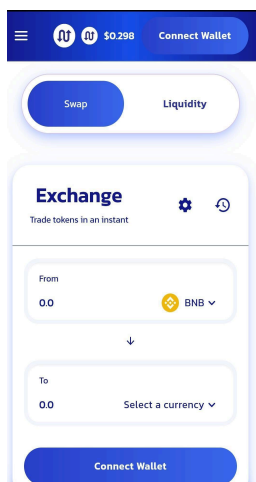 $0.298 Connect Wallet
Swap Liquidity
Exchange
Trade tokens in an instant
From
0.0 BNB
To
0.0 Select a currency
Connect Wallet